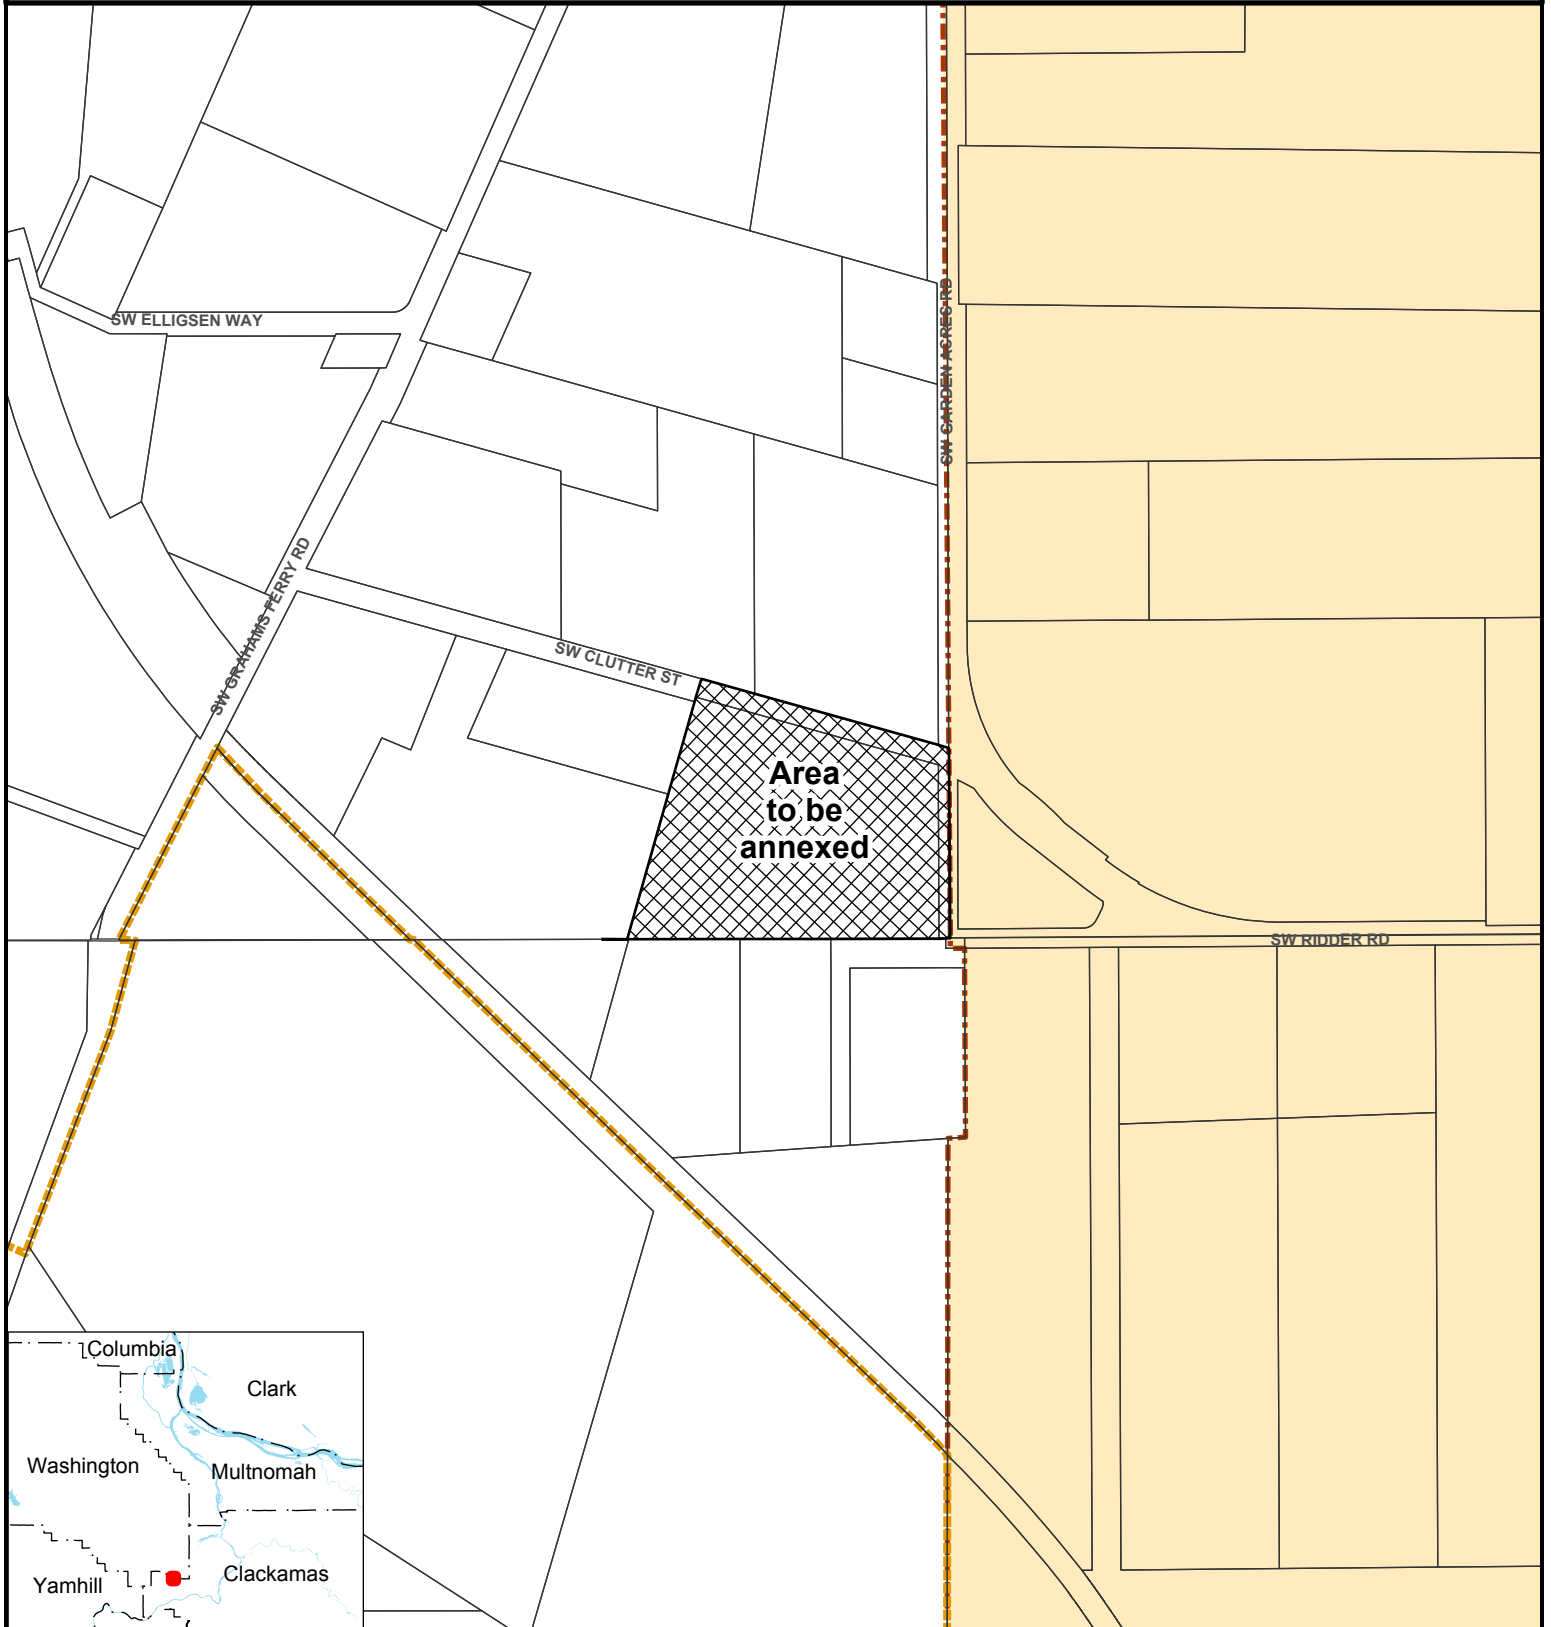 SW ELLIGSEN WAY
SW GARDEN ACRES RD
SW GRAHAMS FERRY RD
SW CLUTTER ST
Area
to be
annexed
SW RIDDER RD
Columbia
Clark
Washington
Multnomah
Yamhill
Clackamas